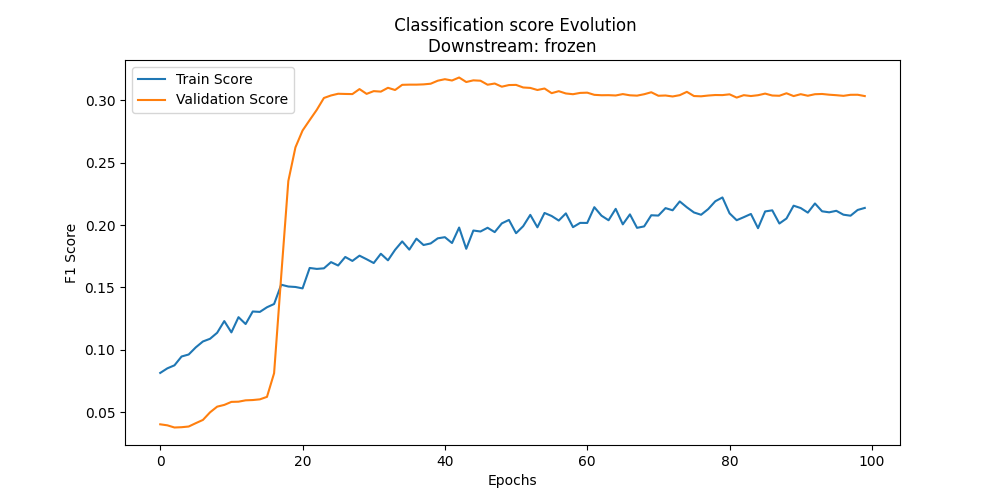 Classification score Evolution
Downstream: frozen
Train Score
Validation Score
F1 Score
0.30
0.25
0.20
0.15
0.10
0.05
0
20
40
60
80
100
Epochs